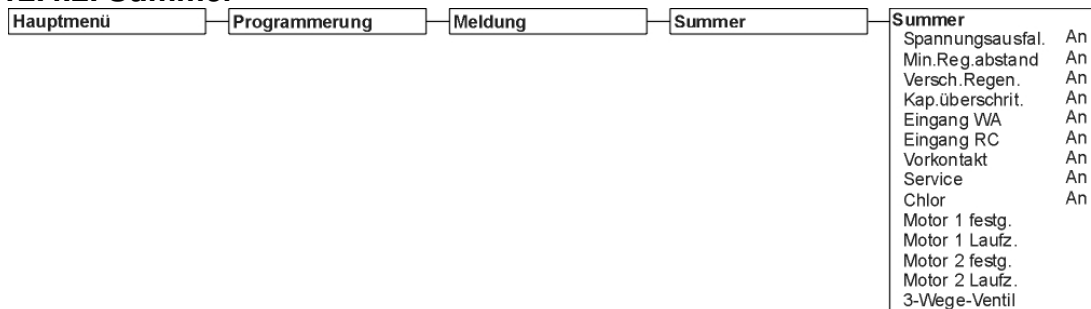 Summer
Hauptmenü Programmerung Meldung Summer Summer
Spannungsausfal. An
Min.Reg.abstand An
Versch.Regen. An
Kap.überschrit. An
Eingang WA An
Eingang RC An
Vorkontakt An
Service An
Chlor An
Motor 1 festg.
Motor 1 Laufz.
Motor 2 festg.
Motor 2 Laufz.
3-Wege-Ventil